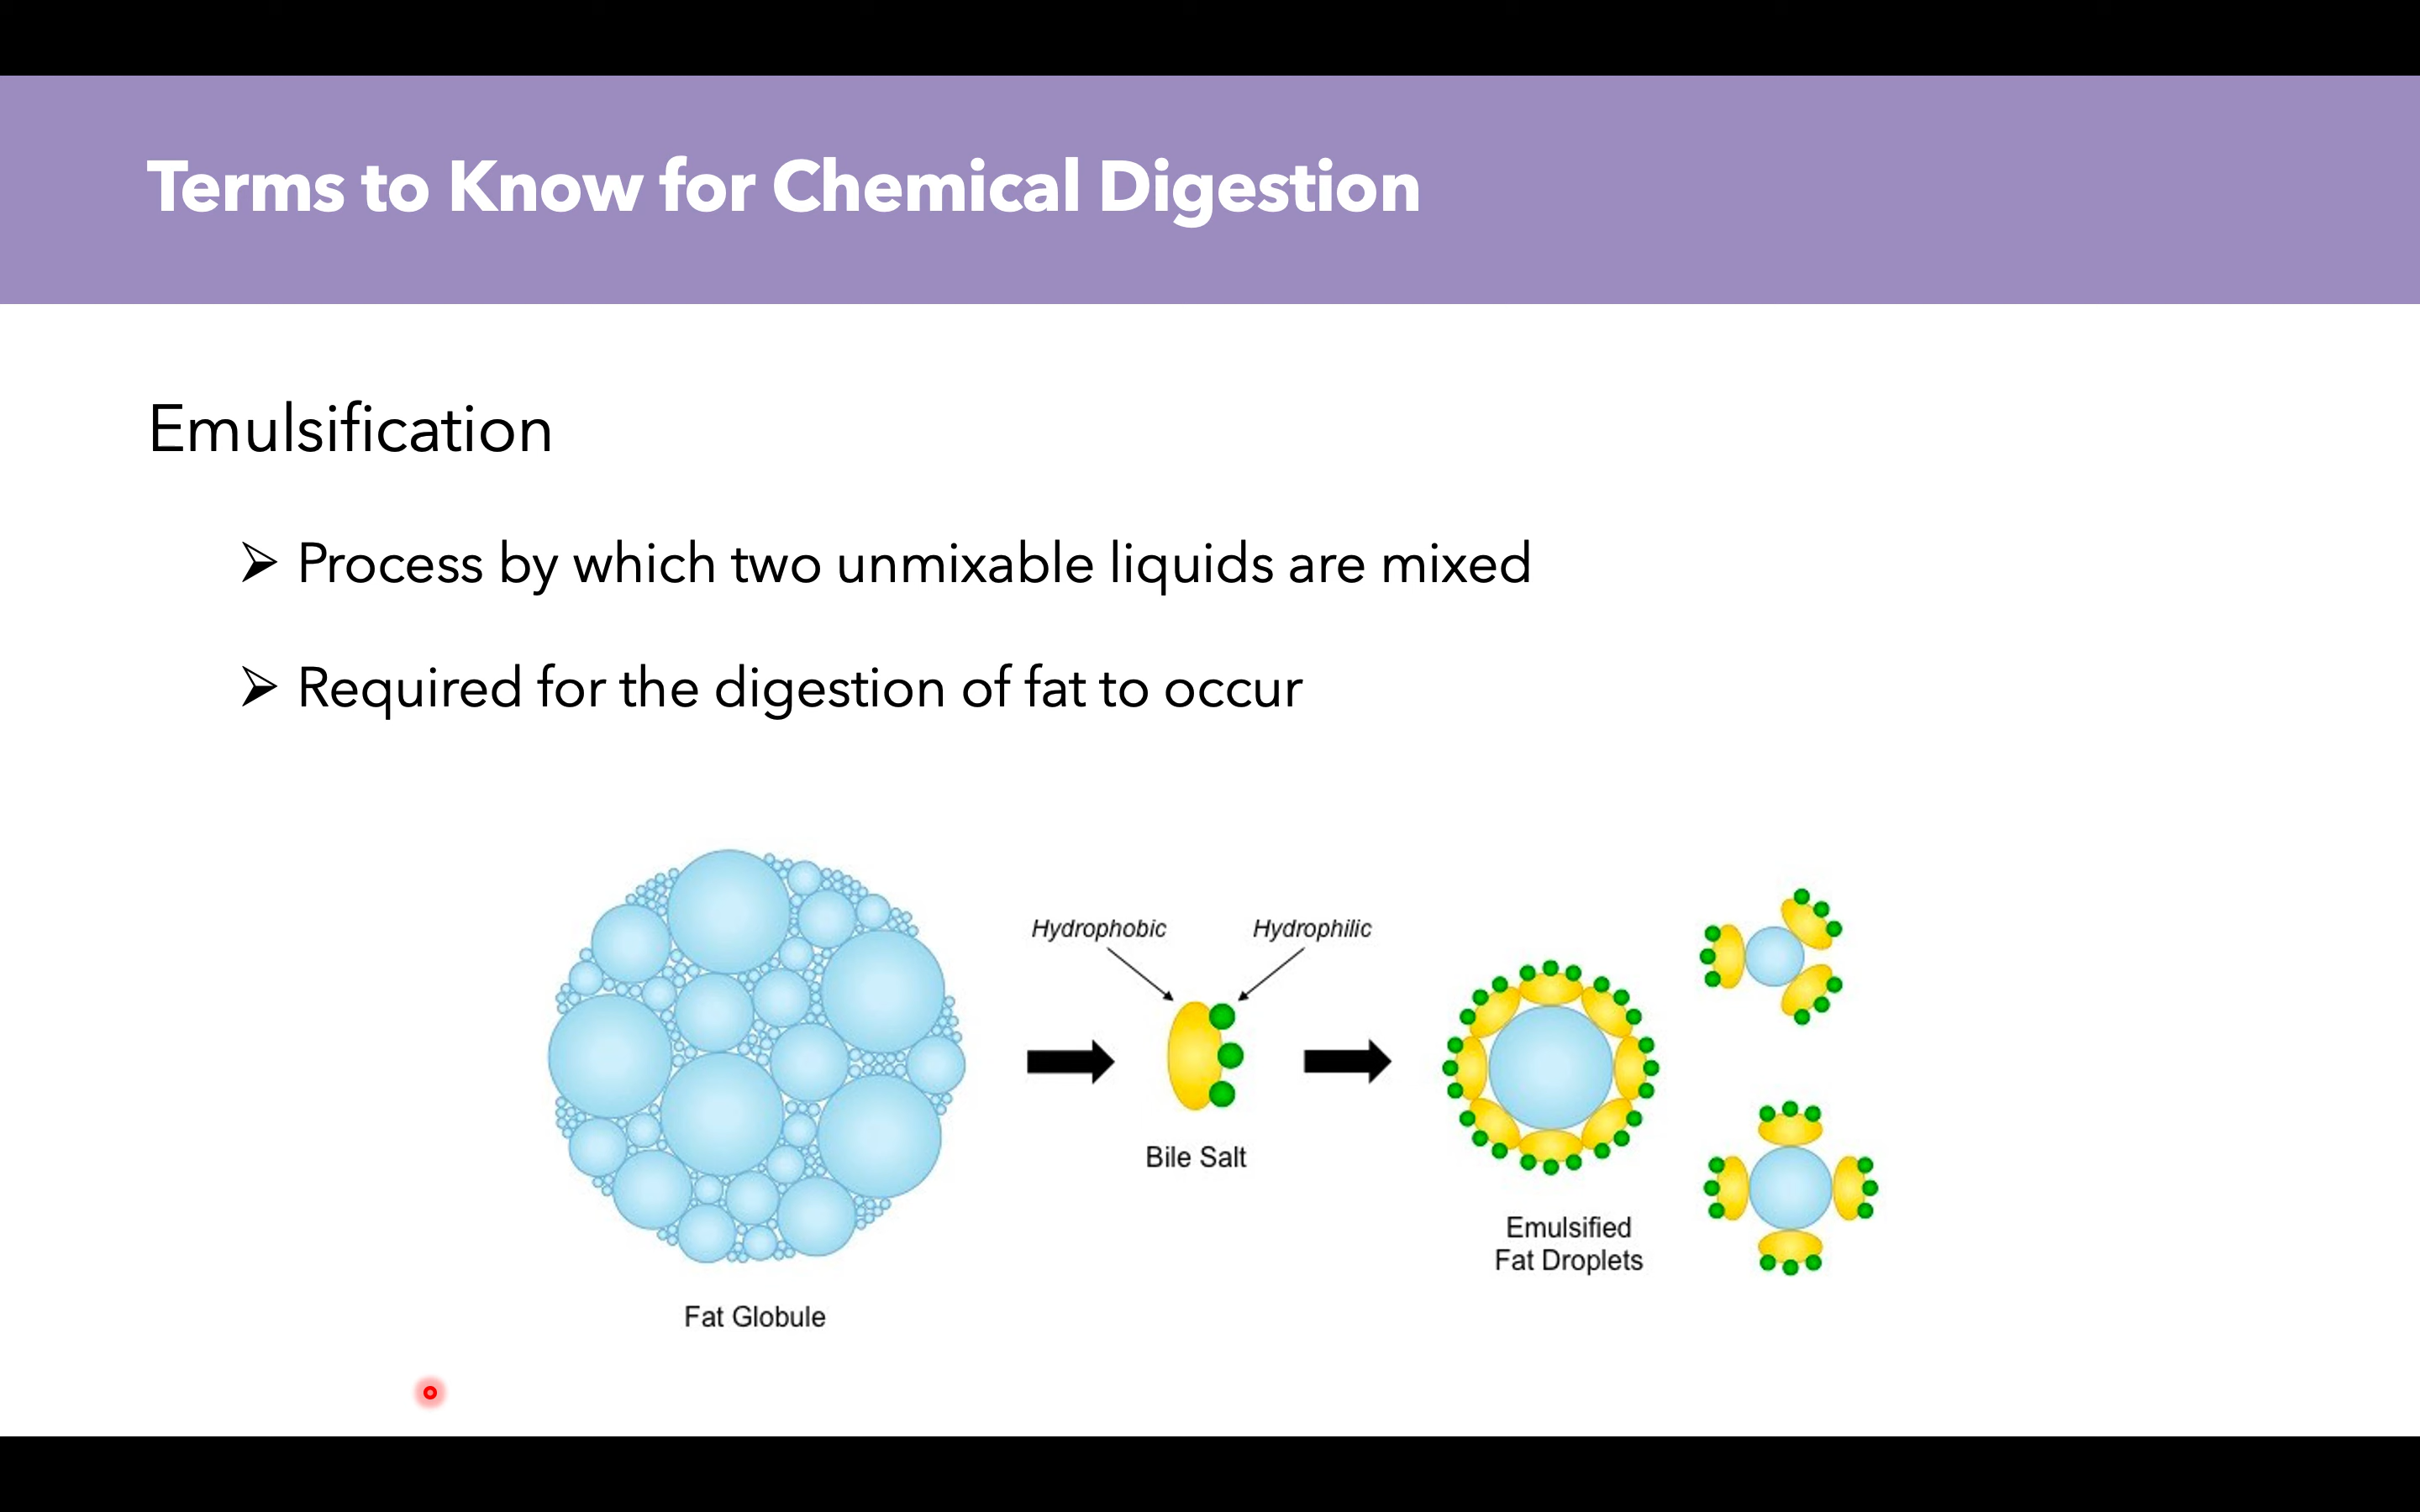 Terms to Know for Chemical Digestion
Emulsification
➢ Process by which two unmixable liquids are mixed
➢ Required for the digestion of fat to occur
Hydrophobic
Hydrophilic
Bile Salt
Emulsified
Fat Droplets
Fat Globule